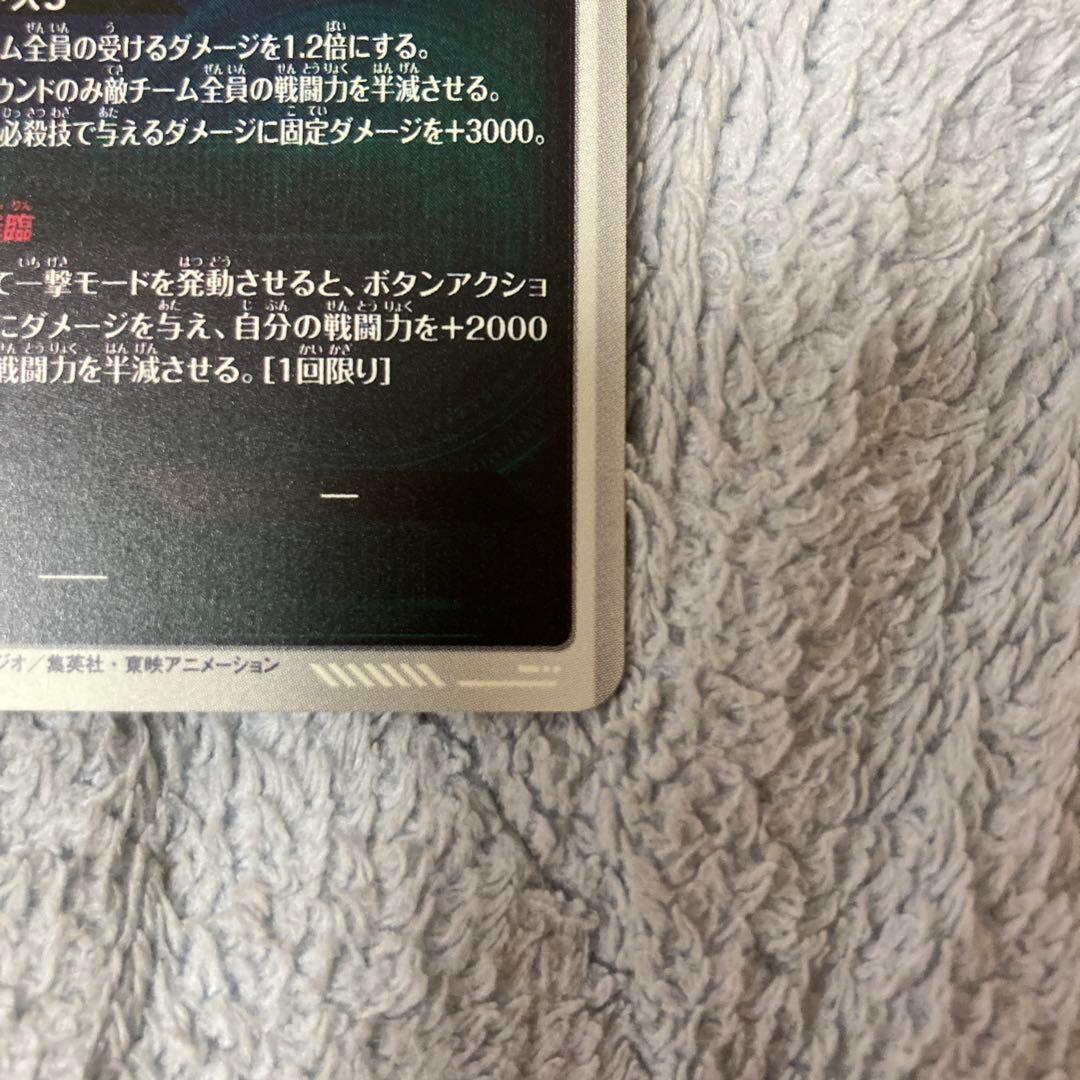 ム全員の受けるダメージを1.2倍にする。
ウンドのみ敵チーム全員の戦闘力を半減させる。
必殺技で与えるダメージに固定ダメージを+3000。
臨
て一撃モードを発動させると、ボタンアクショ
にダメージを与え、自分の戦闘力を+2000
戦闘力を半減させる。[1回限り]
ジオ／集英社・東映アニメーション